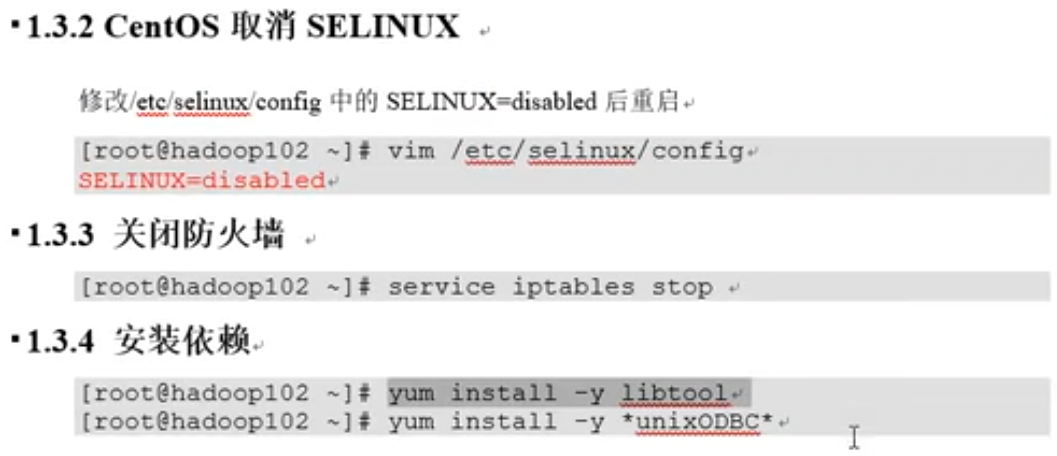 1.3.2 CentOS 取消 SELINUX
修改/etc/selinux/config 中的 SELINUX=disabled 后重启
[root@hadoop102 ~]# vim /etc/selinux/config
SELINUX=disabled
1.3.3 关闭防火墙
[root@hadoop102 ~]# service iptables stop
1.3.4 安装依赖
[root@hadoop102 ~]# yum install -y libtool
[root@hadoop102 ~]# yum install -y *unixODBC*